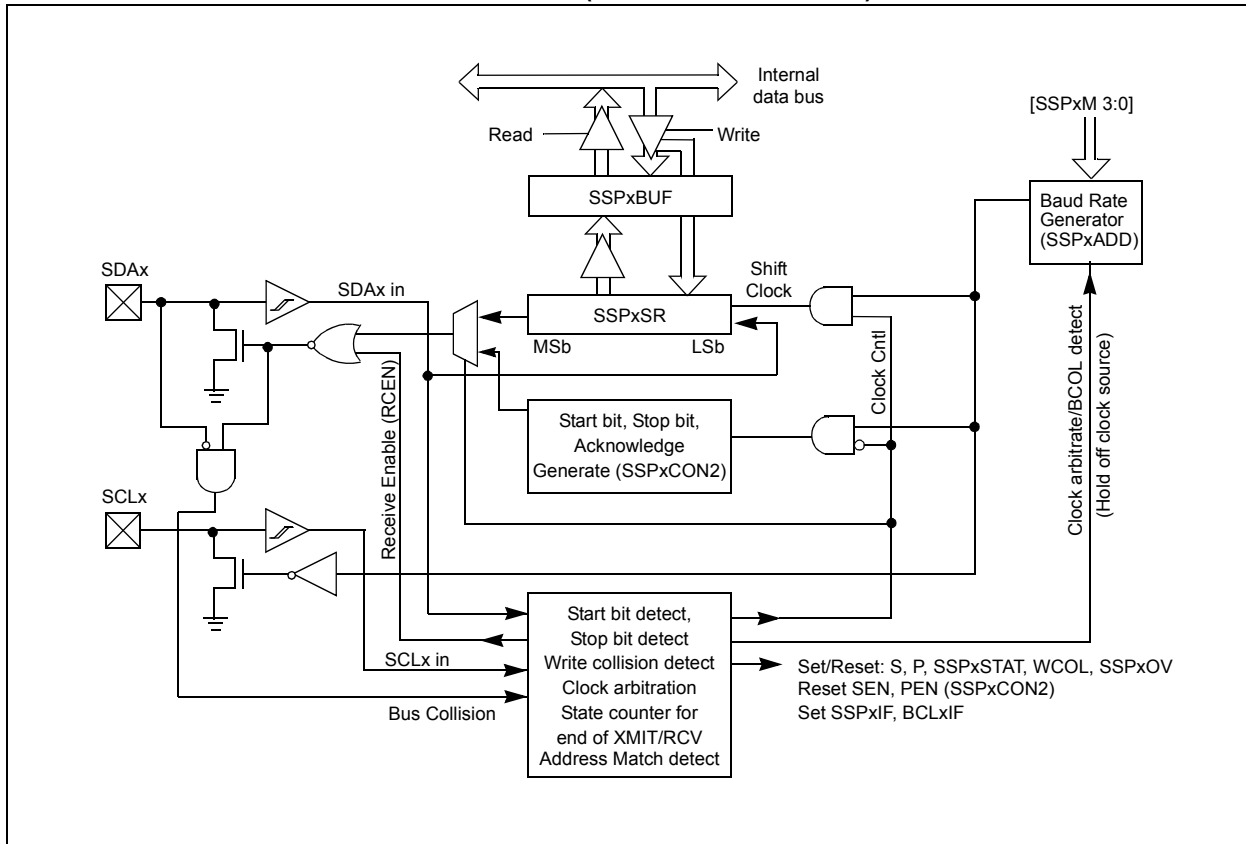 Internal
data bus
[SSPxM 3:0]
Read
Write
SSPxBUF
Baud Rate
Generator
(SSPxADD)
SDAx
SDAx in
Shift
Clock
SSPxSR
MSb
LSb
Start bit, Stop bit,
Acknowledge
Generate (SSPxCON2)
Clock Cntl
Receive Enable (RCEN)
Clock arbitrate/BCOL detect
(Hold off clock source)
SCLx
SCLx in
Bus Collision
Start bit detect,
Stop bit detect
Write collision detect
Clock arbitration
State counter for
end of XMIT/RCV
Address Match detect
Set/Reset: S, P, SSPxSTAT, WCOL, SSPxOV
Reset SEN, PEN (SSPxCON2)
Set SSPxIF, BCLxIF